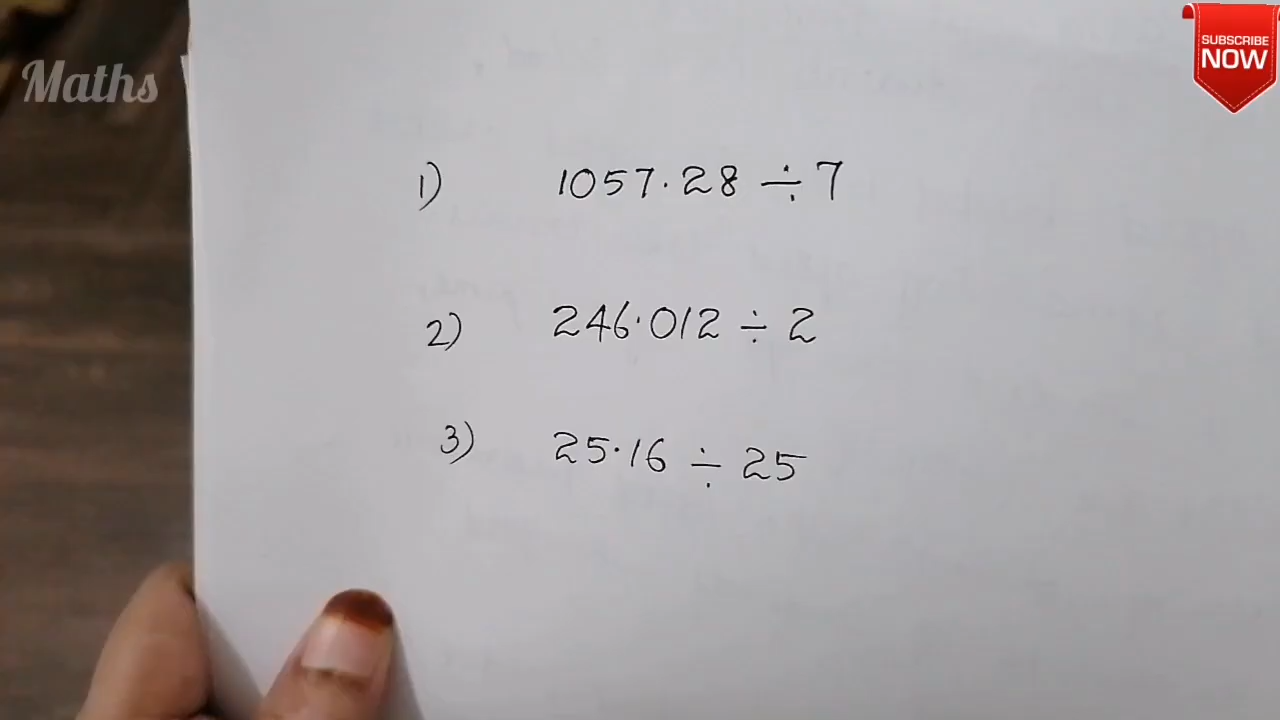 Maths
SUBSCRIBE
NOW
1) 1057.28 ÷ 7
2) 246.012 ÷ 2
3) 25.16 ÷ 25